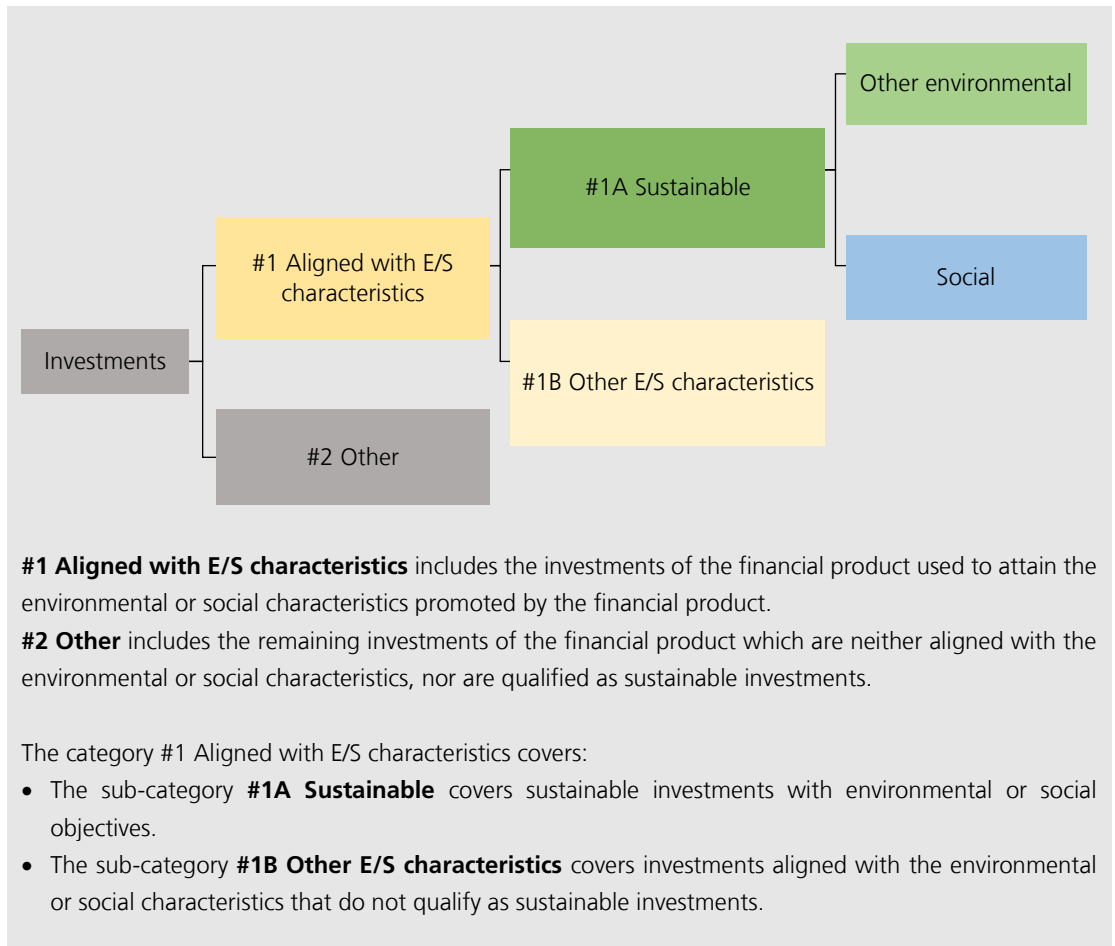 Other environmental
#1A Sustainable
#1 Aligned with E/S
characteristics
Social
Investments
#1B Other E/S characteristics
#2 Other
#1 Aligned with E/S characteristics includes the investments of the financial product used to attain the
environmental or social characteristics promoted by the financial product.
#2 Other includes the remaining investments of the financial product which are neither aligned with the
environmental or social characteristics, nor are qualified as sustainable investments.
The category #1 Aligned with E/S characteristics covers:
• The sub-category #1A Sustainable covers sustainable investments with environmental or social
objectives.
• The sub-category #1B Other E/S characteristics covers investments aligned with the environmental
or social characteristics that do not qualify as sustainable investments.